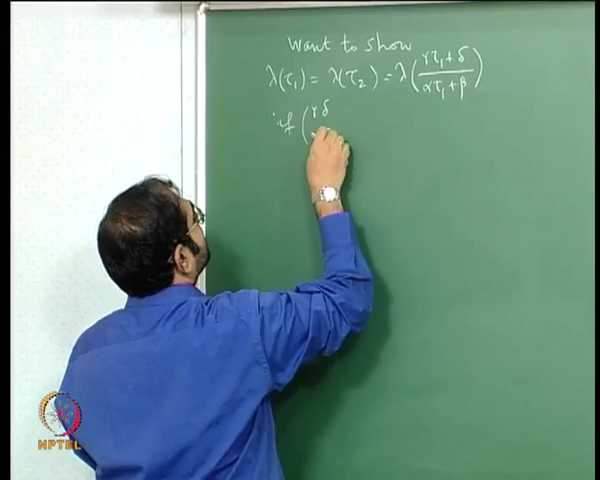 Want to show
λ(τ₁) = λ(τ₂) = λ(γτ₁+δ / ατ₁+β)
if (γ δ
NPTEL